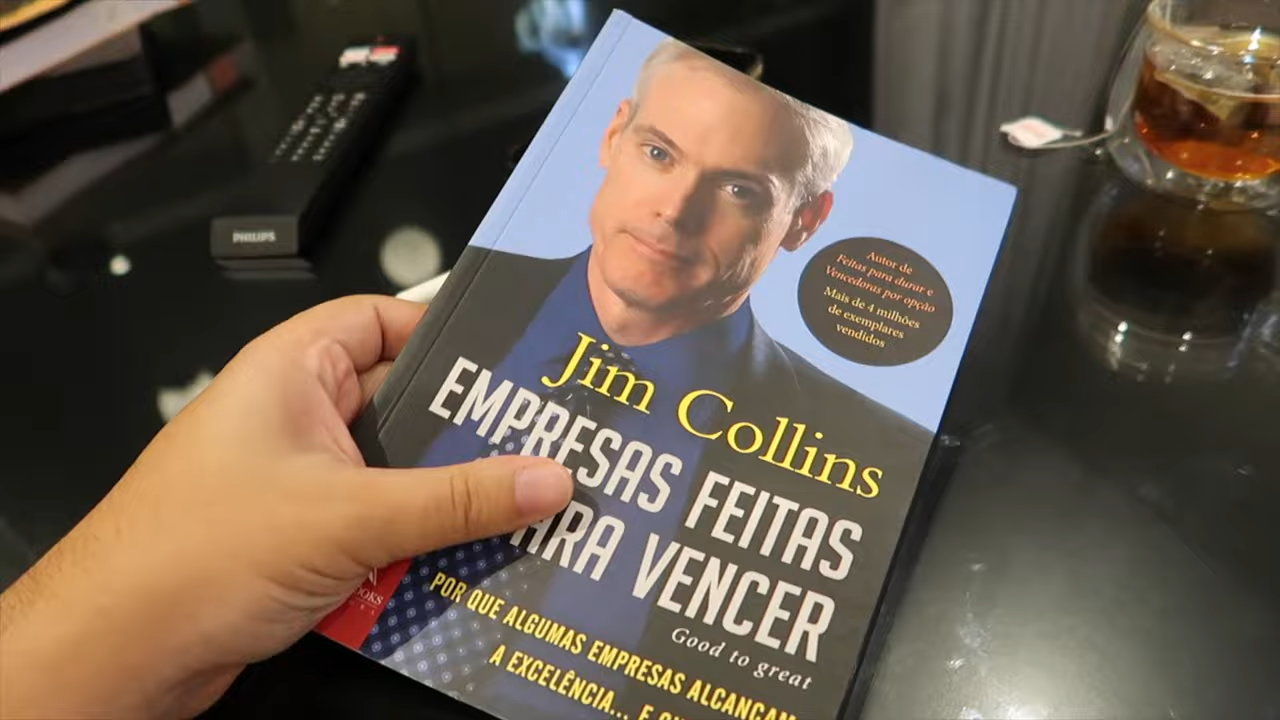 PHILIPS
Autor de
Feitas para durar e
Vencedoras por opção
Mais de 4 milhões
de exemplares
vendidos
Jim Collins
EMPRESAS FEITAS
VENCER
Good to great
POR QUE ALGUMAS EMPRESAS ALCANÇAM
A EXCELÊNCIA... E